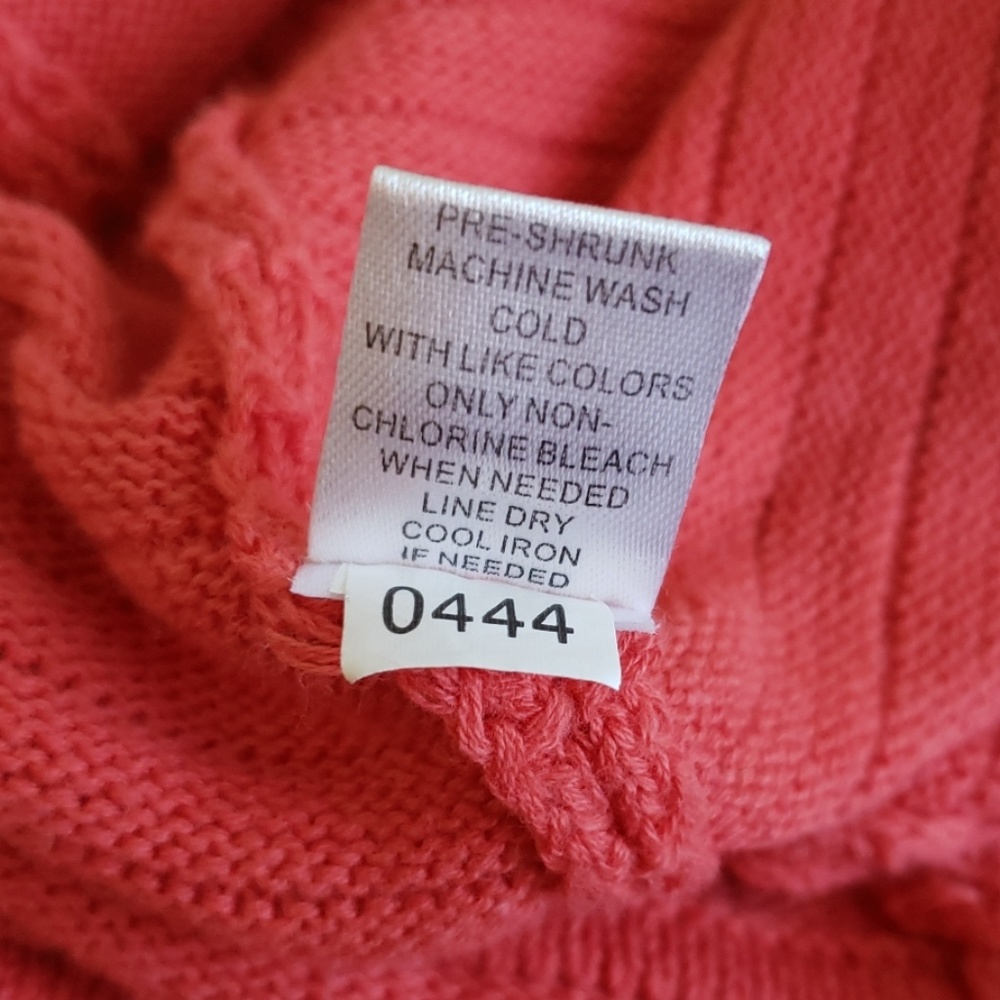 PRE-SHRUNK
MACHINE WASH
COLD
WITH LIKE COLORS
ONLY NON-
CHLORINE BLEACH
WHEN NEEDED
LINE DRY
COOL IRON
IF NEEDED
0444